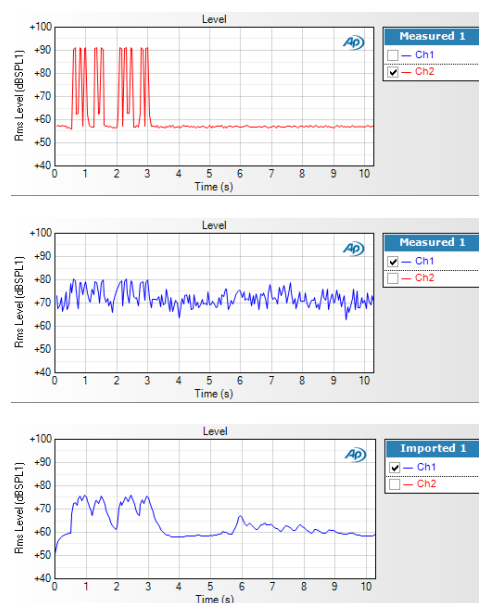 Level
Rms Level (dBSPL1)
+100
+90
+80
+70
+60
+50
+40
0 1 2 3 4 5 6 7 8 9 10
Time (s)
AP
Measured 1
Ch1
Ch2
Level
Rms Level (dBSPL1)
+100
+90
+80
+70
+60
+50
+40
0 1 2 3 4 5 6 7 8 9 10
Time (s)
AP
Measured 1
Ch1
Ch2
Level
Rms Level (dBSPL1)
+100
+90
+80
+70
+60
+50
+40
0 1 2 3 4 5 6 7 8 9 10
Time (s)
AP
Imported 1
Ch1
Ch2